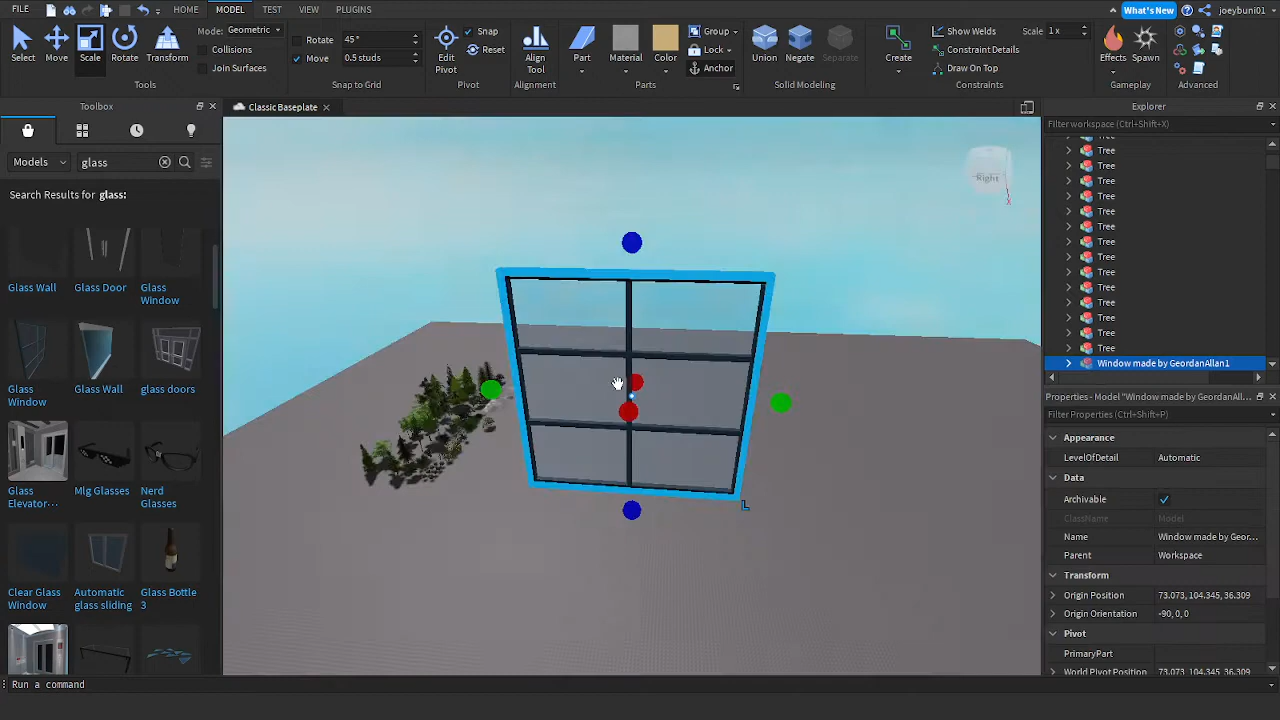 FILE HOME MODEL TEST VIEW PLUGINS What's New joeybuni01
Select Move Scale Rotate Transform
Mode: Geometric
Collisions
Join Surfaces
Tools
Rotate 45°
Move 0.5 studs
Snap to Grid
Edit Pivot
Snap
Reset
Pivot
Align Tool
Alignment
Part Material Color
Group
Lock
Anchor
Parts
Union Negate Separate
Solid Modeling
Create
Show Welds Scale 1x
Constraint Details
Draw On Top
Constraints
Effects Spawn
Gameplay
Advanced
Toolbox
Models glass
Search Results for glass:
Glass Wall
Glass Door
Glass Window
Glass Window
Glass Wall
glass doors
Glass Elevator...
Mlg Glasses
Nerd Glasses
Clear Glass Window
Automatic glass sliding
Glass Bottle 3
Classic Baseplate
Right
X
L
Explorer
Filter workspace (Ctrl+Shift+X)
Tree
Tree
Tree
Tree
Tree
Tree
Tree
Tree
Tree
Tree
Tree
Tree
Tree
Tree
Window made by GeordanAllan1
Properties - Model "Window made by GeordanAll...
Filter Properties (Ctrl+Shift+P)
Appearance
LevelOfDetail Automatic
Data
Archivable
ClassName Model
Name Window made by Geor...
Parent Workspace
Transform
Origin Position 73.073, 104.345, 36.309
Origin Orientation -90, 0, 0
Pivot
PrimaryPart
World Pivot Position 73.073, 104.345, 36.309
Run a command